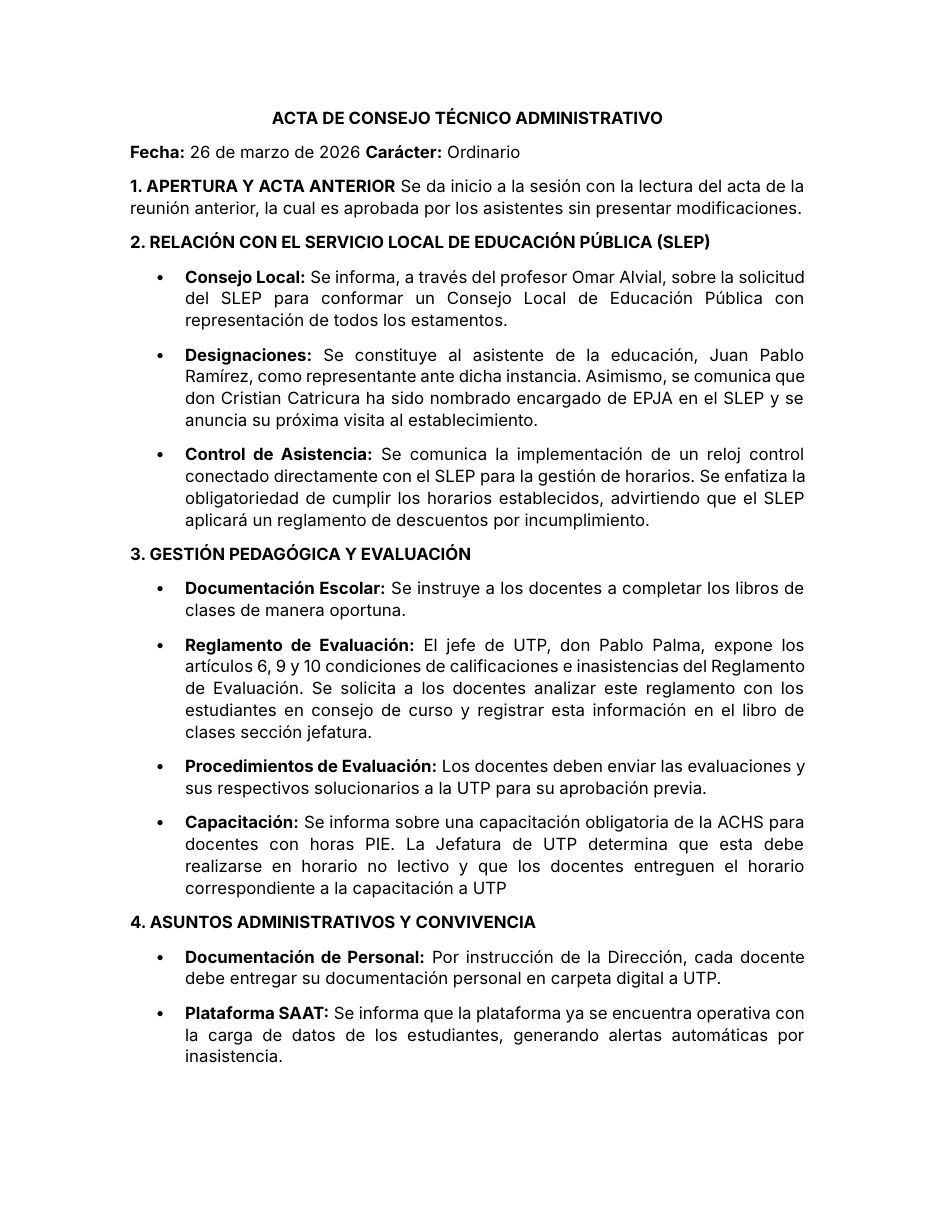 ACTA DE CONSEJO TÉCNICO ADMINISTRATIVO
Fecha: 26 de marzo de 2026 Carácter: Ordinario
1. APERTURA Y ACTA ANTERIOR Se da inicio a la sesión con la lectura del acta de la
reunión anterior, la cual es aprobada por los asistentes sin presentar modificaciones.
2. RELACIÓN CON EL SERVICIO LOCAL DE EDUCACIÓN PÚBLICA (SLEP)
• Consejo Local: Se informa, a través del profesor Omar Alvial, sobre la solicitud
del SLEP para conformar un Consejo Local de Educación Pública con
representación de todos los estamentos.
• Designaciones: Se constituye al asistente de la educación, Juan Pablo
Ramírez, como representante ante dicha instancia. Asimismo, se comunica que
don Cristian Catricura ha sido nombrado encargado de EPJA en el SLEP y se
anuncia su próxima visita al establecimiento.
• Control de Asistencia: Se comunica la implementación de un reloj control
conectado directamente con el SLEP para la gestión de horarios. Se enfatiza la
obligatoriedad de cumplir los horarios establecidos, advirtiendo que el SLEP
aplicará un reglamento de descuentos por incumplimiento.
3. GESTIÓN PEDAGÓGICA Y EVALUACIÓN
• Documentación Escolar: Se instruye a los docentes a completar los libros de
clases de manera oportuna.
• Reglamento de Evaluación: El jefe de UTP, don Pablo Palma, expone los
artículos 6, 9 y 10 condiciones de calificaciones e inasistencias del Reglamento
de Evaluación. Se solicita a los docentes analizar este reglamento con los
estudiantes en consejo de curso y registrar esta información en el libro de
clases sección jefatura.
• Procedimientos de Evaluación: Los docentes deben enviar las evaluaciones y
sus respectivos solucionarios a la UTP para su aprobación previa.
• Capacitación: Se informa sobre una capacitación obligatoria de la ACHS para
docentes con horas PIE. La Jefatura de UTP determina que esta debe
realizarse en horario no lectivo y que los docentes entreguen el horario
correspondiente a la capacitación a UTP
4. ASUNTOS ADMINISTRATIVOS Y CONVIVENCIA
• Documentación de Personal: Por instrucción de la Dirección, cada docente
debe entregar su documentación personal en carpeta digital a UTP.
• Plataforma SAAT: Se informa que la plataforma ya se encuentra operativa con
la carga de datos de los estudiantes, generando alertas automáticas por
inasistencia.